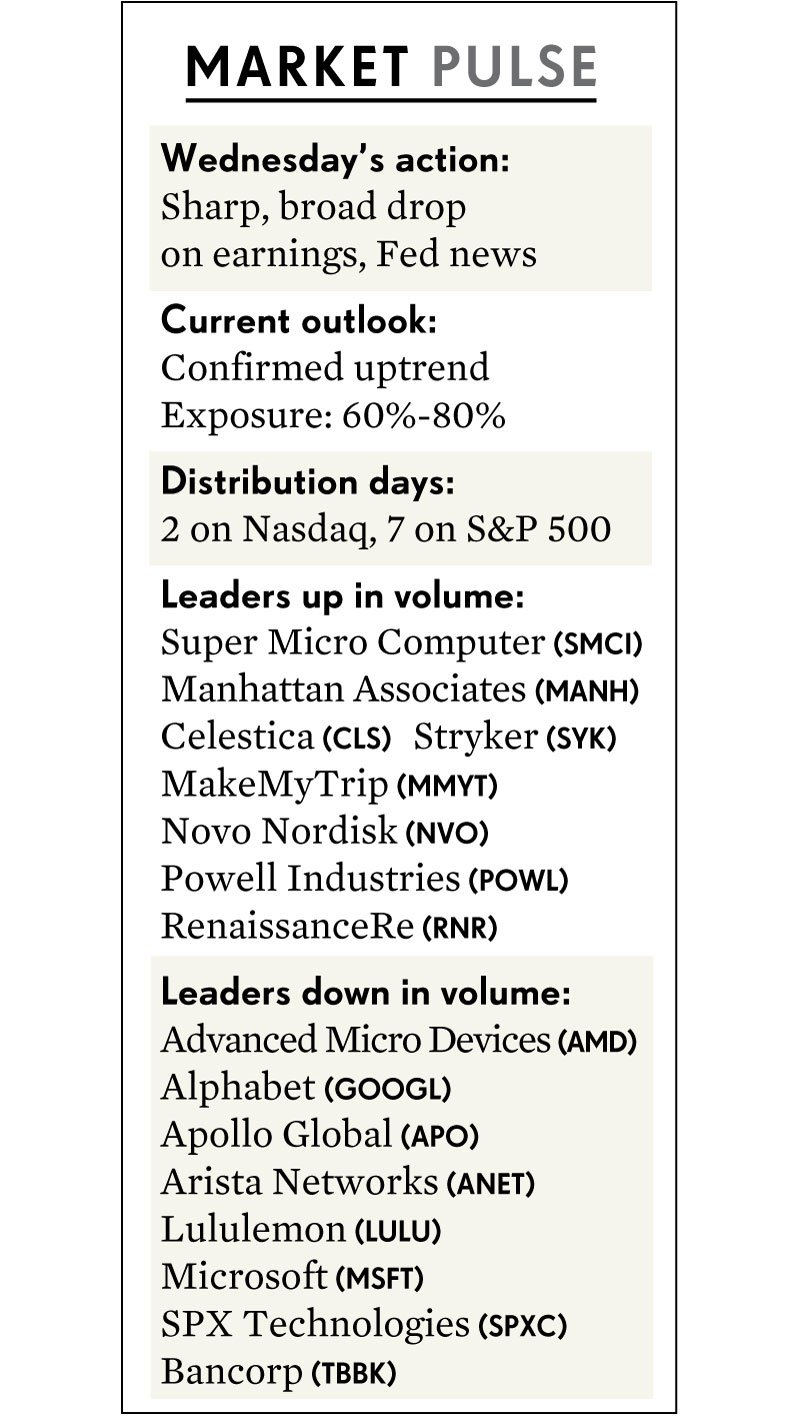 MARKET PULSE
Wednesday’s action:
Sharp, broad drop
on earnings, Fed news
Current outlook:
Confirmed uptrend
Exposure: 60%-80%
Distribution days:
2 on Nasdaq, 7 on S&P 500
Leaders up in volume:
Super Micro Computer (SMCI)
Manhattan Associates (MANH)
Celestica (CLS) Stryker (SYK)
MakeMyTrip (MMYT)
Novo Nordisk (NVO)
Powell Industries (POWL)
RenaissanceRe (RNR)
Leaders down in volume:
Advanced Micro Devices (AMD)
Alphabet (GOOGL)
Apollo Global (APO)
Arista Networks (ANET)
Lululemon (LULU)
Microsoft (MSFT)
SPX Technologies (SPXC)
Bancorp (TBBK)